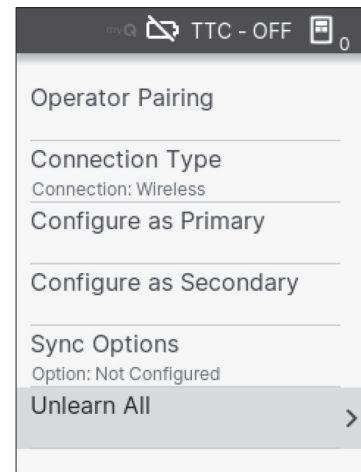 myQ TTC - OFF 0
Operator Pairing
Connection Type
Connection: Wireless
Configure as Primary
Configure as Secondary
Sync Options
Option: Not Configured
Unlearn All